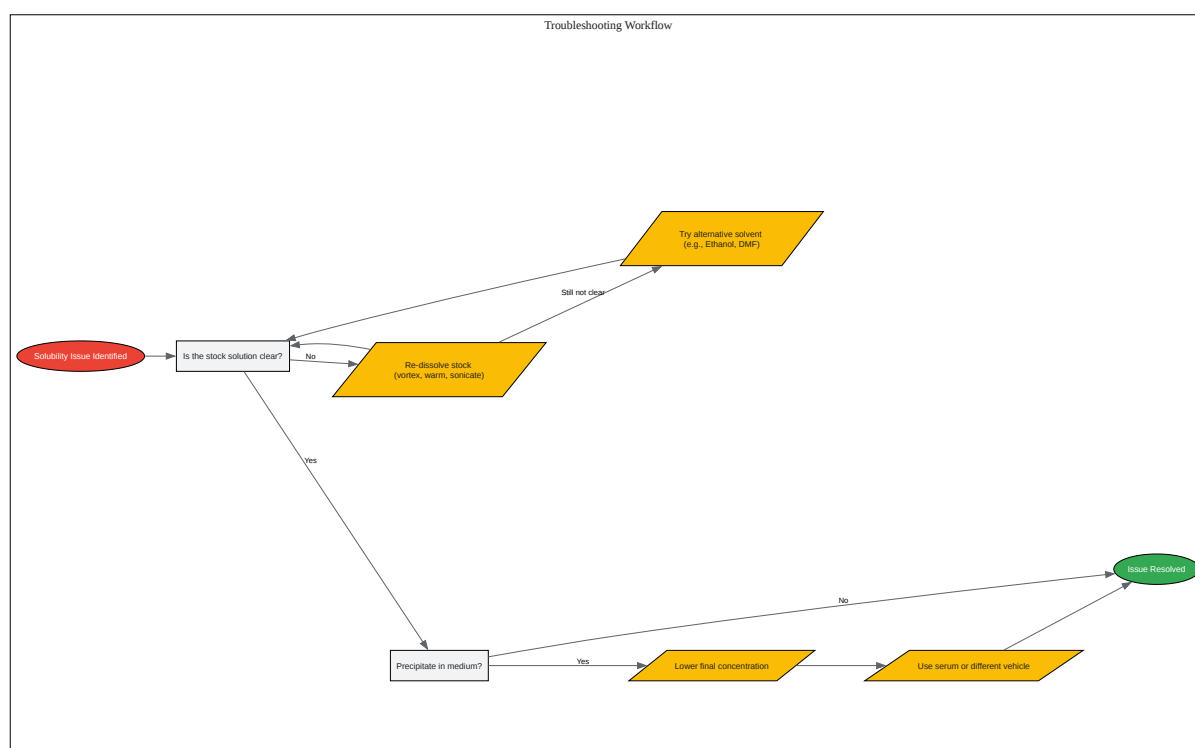 Troubleshooting Workflow
Try alternative solvent
(e.g., Ethanol, DMF)
Still not clear
Solubility Issue Identified
Is the stock solution clear?
No
Re-dissolve stock
(vortex, warm, sonicate)
Yes
Issue Resolved
No
Precipitate in medium?
Yes
Lower final concentration
Use serum or different vehicle